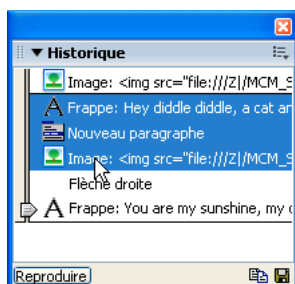 Historique
Image: <img src="file:///Z|/MCM_S
Frappe: Hey diddle diddle, a cat an
Nouveau paragraphe
Image: <img src="file:///Z|/MCM_S
Flèche droite
Frappe: You are my sunshine, my
Reproduire